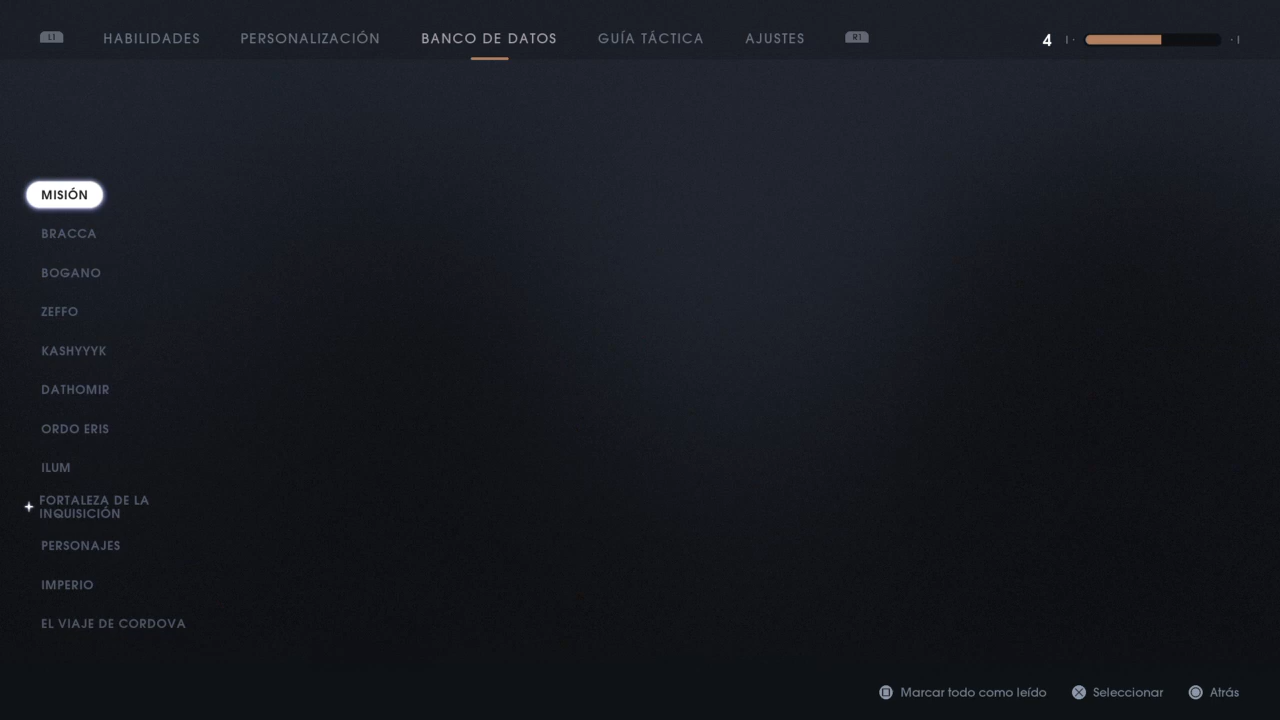 L1 HABILIDADES PERSONALIZACIÓN BANCO DE DATOS GUÍA TÁCTICA AJUSTES R1 4
MISIÓN
BRACCA
BOGANO
ZEFFO
KASHYYYK
DATHOMIR
ORDO ERIS
ILUM
FORTALEZA DE LA
INQUISICIÓN
PERSONAJES
IMPERIO
EL VIAJE DE CORDOVA
Marcar todo como leído Seleccionar Atrás